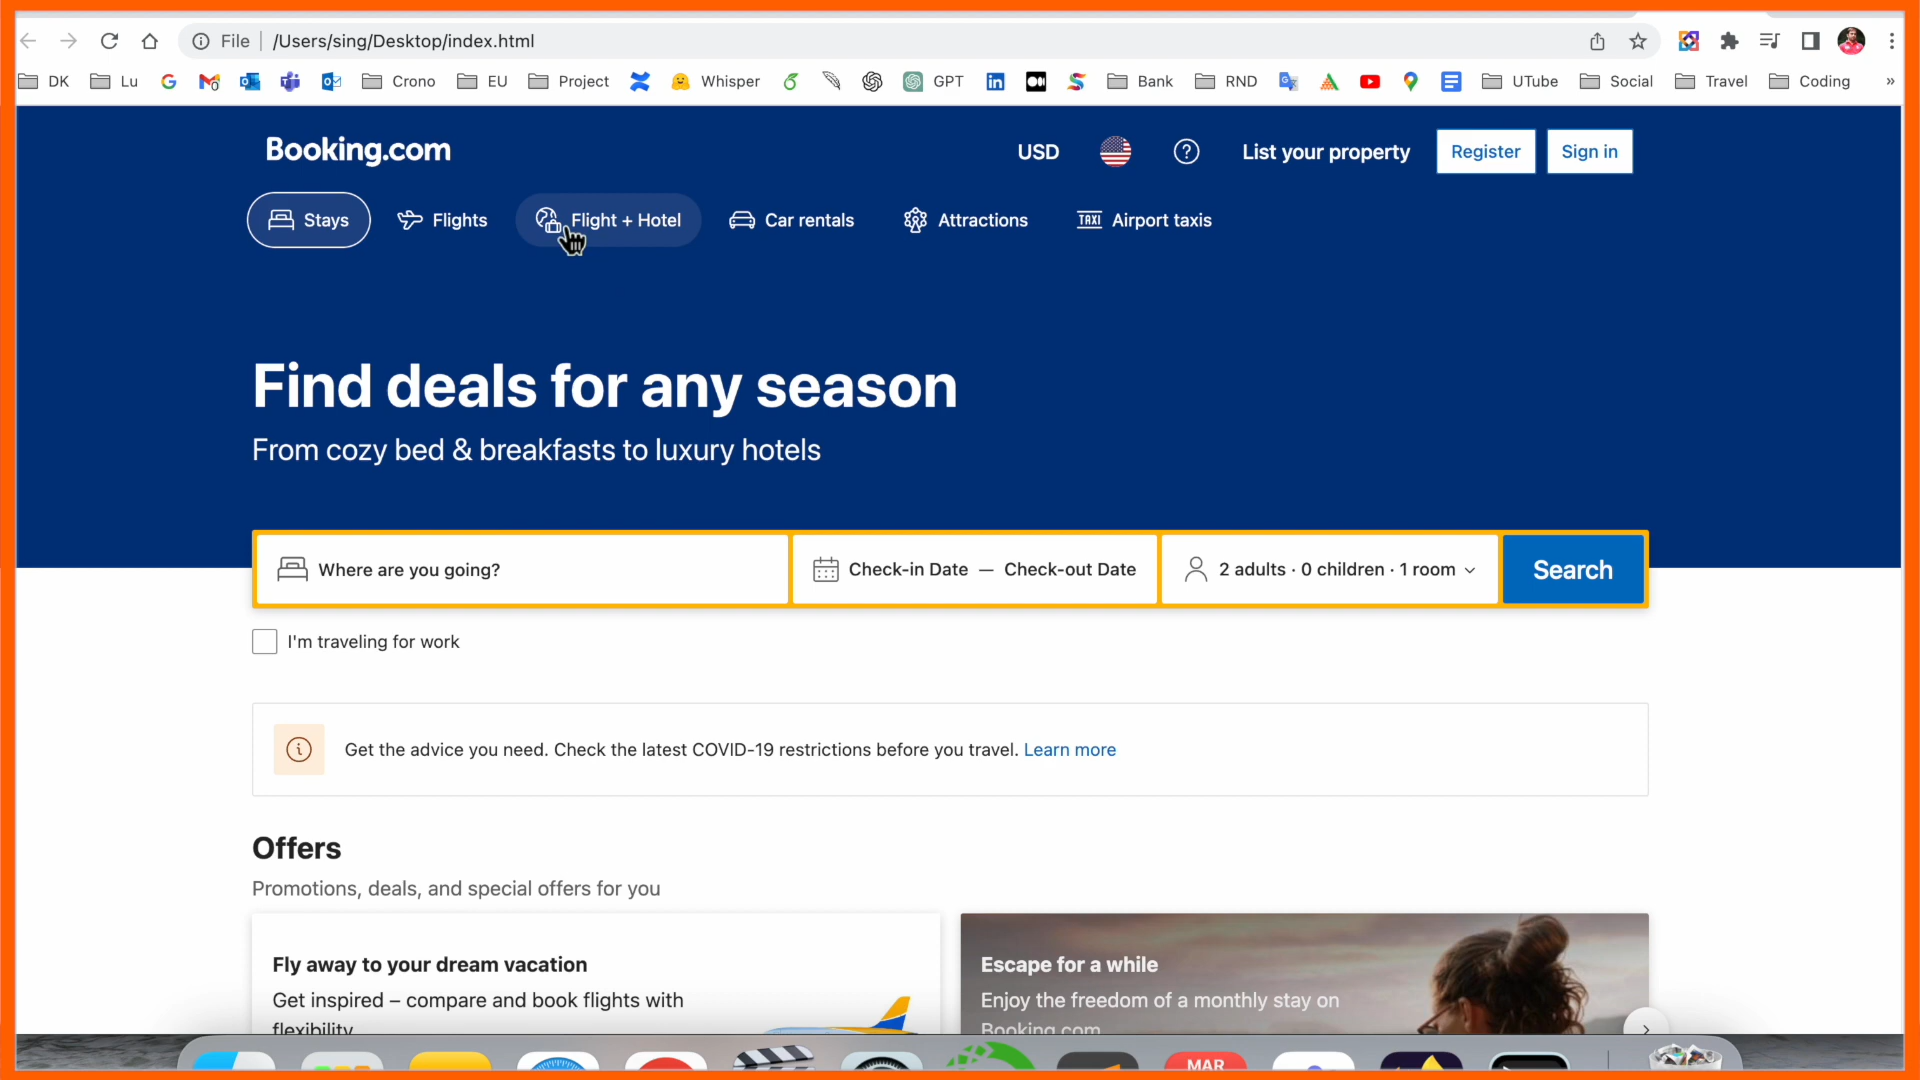 File /Users/sing/Desktop/index.html
DK Lu Crono EU Project Whisper GPT Bank RND UTube Social Travel Coding »
Booking.com USD List your property Register Sign in
Stays Flights Flight + Hotel Car rentals Attractions TAXI Airport taxis
Find deals for any season
From cozy bed & breakfasts to luxury hotels
Where are you going? Check-in Date — Check-out Date 2 adults · 0 children · 1 room Search
I'm traveling for work
Get the advice you need. Check the latest COVID-19 restrictions before you travel. Learn more
Offers
Promotions, deals, and special offers for you
Fly away to your dream vacation
Get inspired – compare and book flights with
flexibility
Escape for a while
Enjoy the freedom of a monthly stay on
Booking.com
MAR